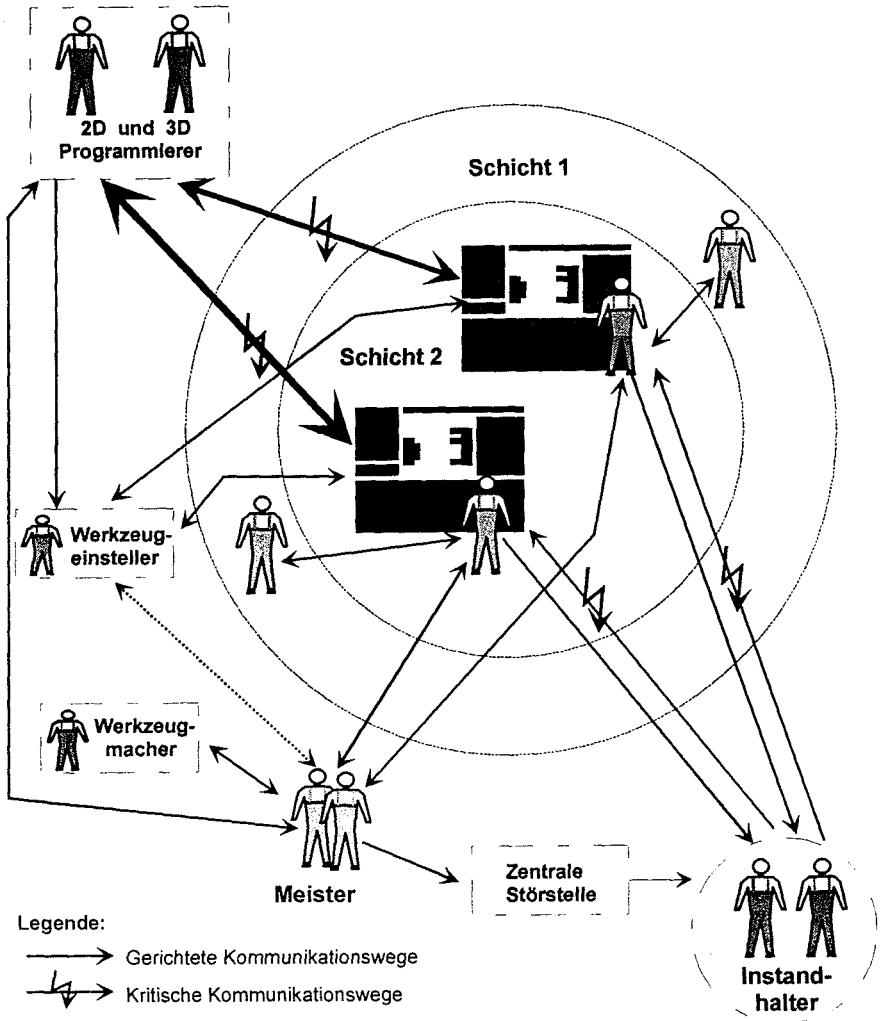 2D und 3D
Programmierer
Schicht 1
Schicht 2
Werkzeug-
einsteller
Werkzeug-
macher
Meister
Zentrale
Störstelle
Instand-
halter
Legende:
Gerichtete Kommunikationswege
Kritische Kommunikationswege